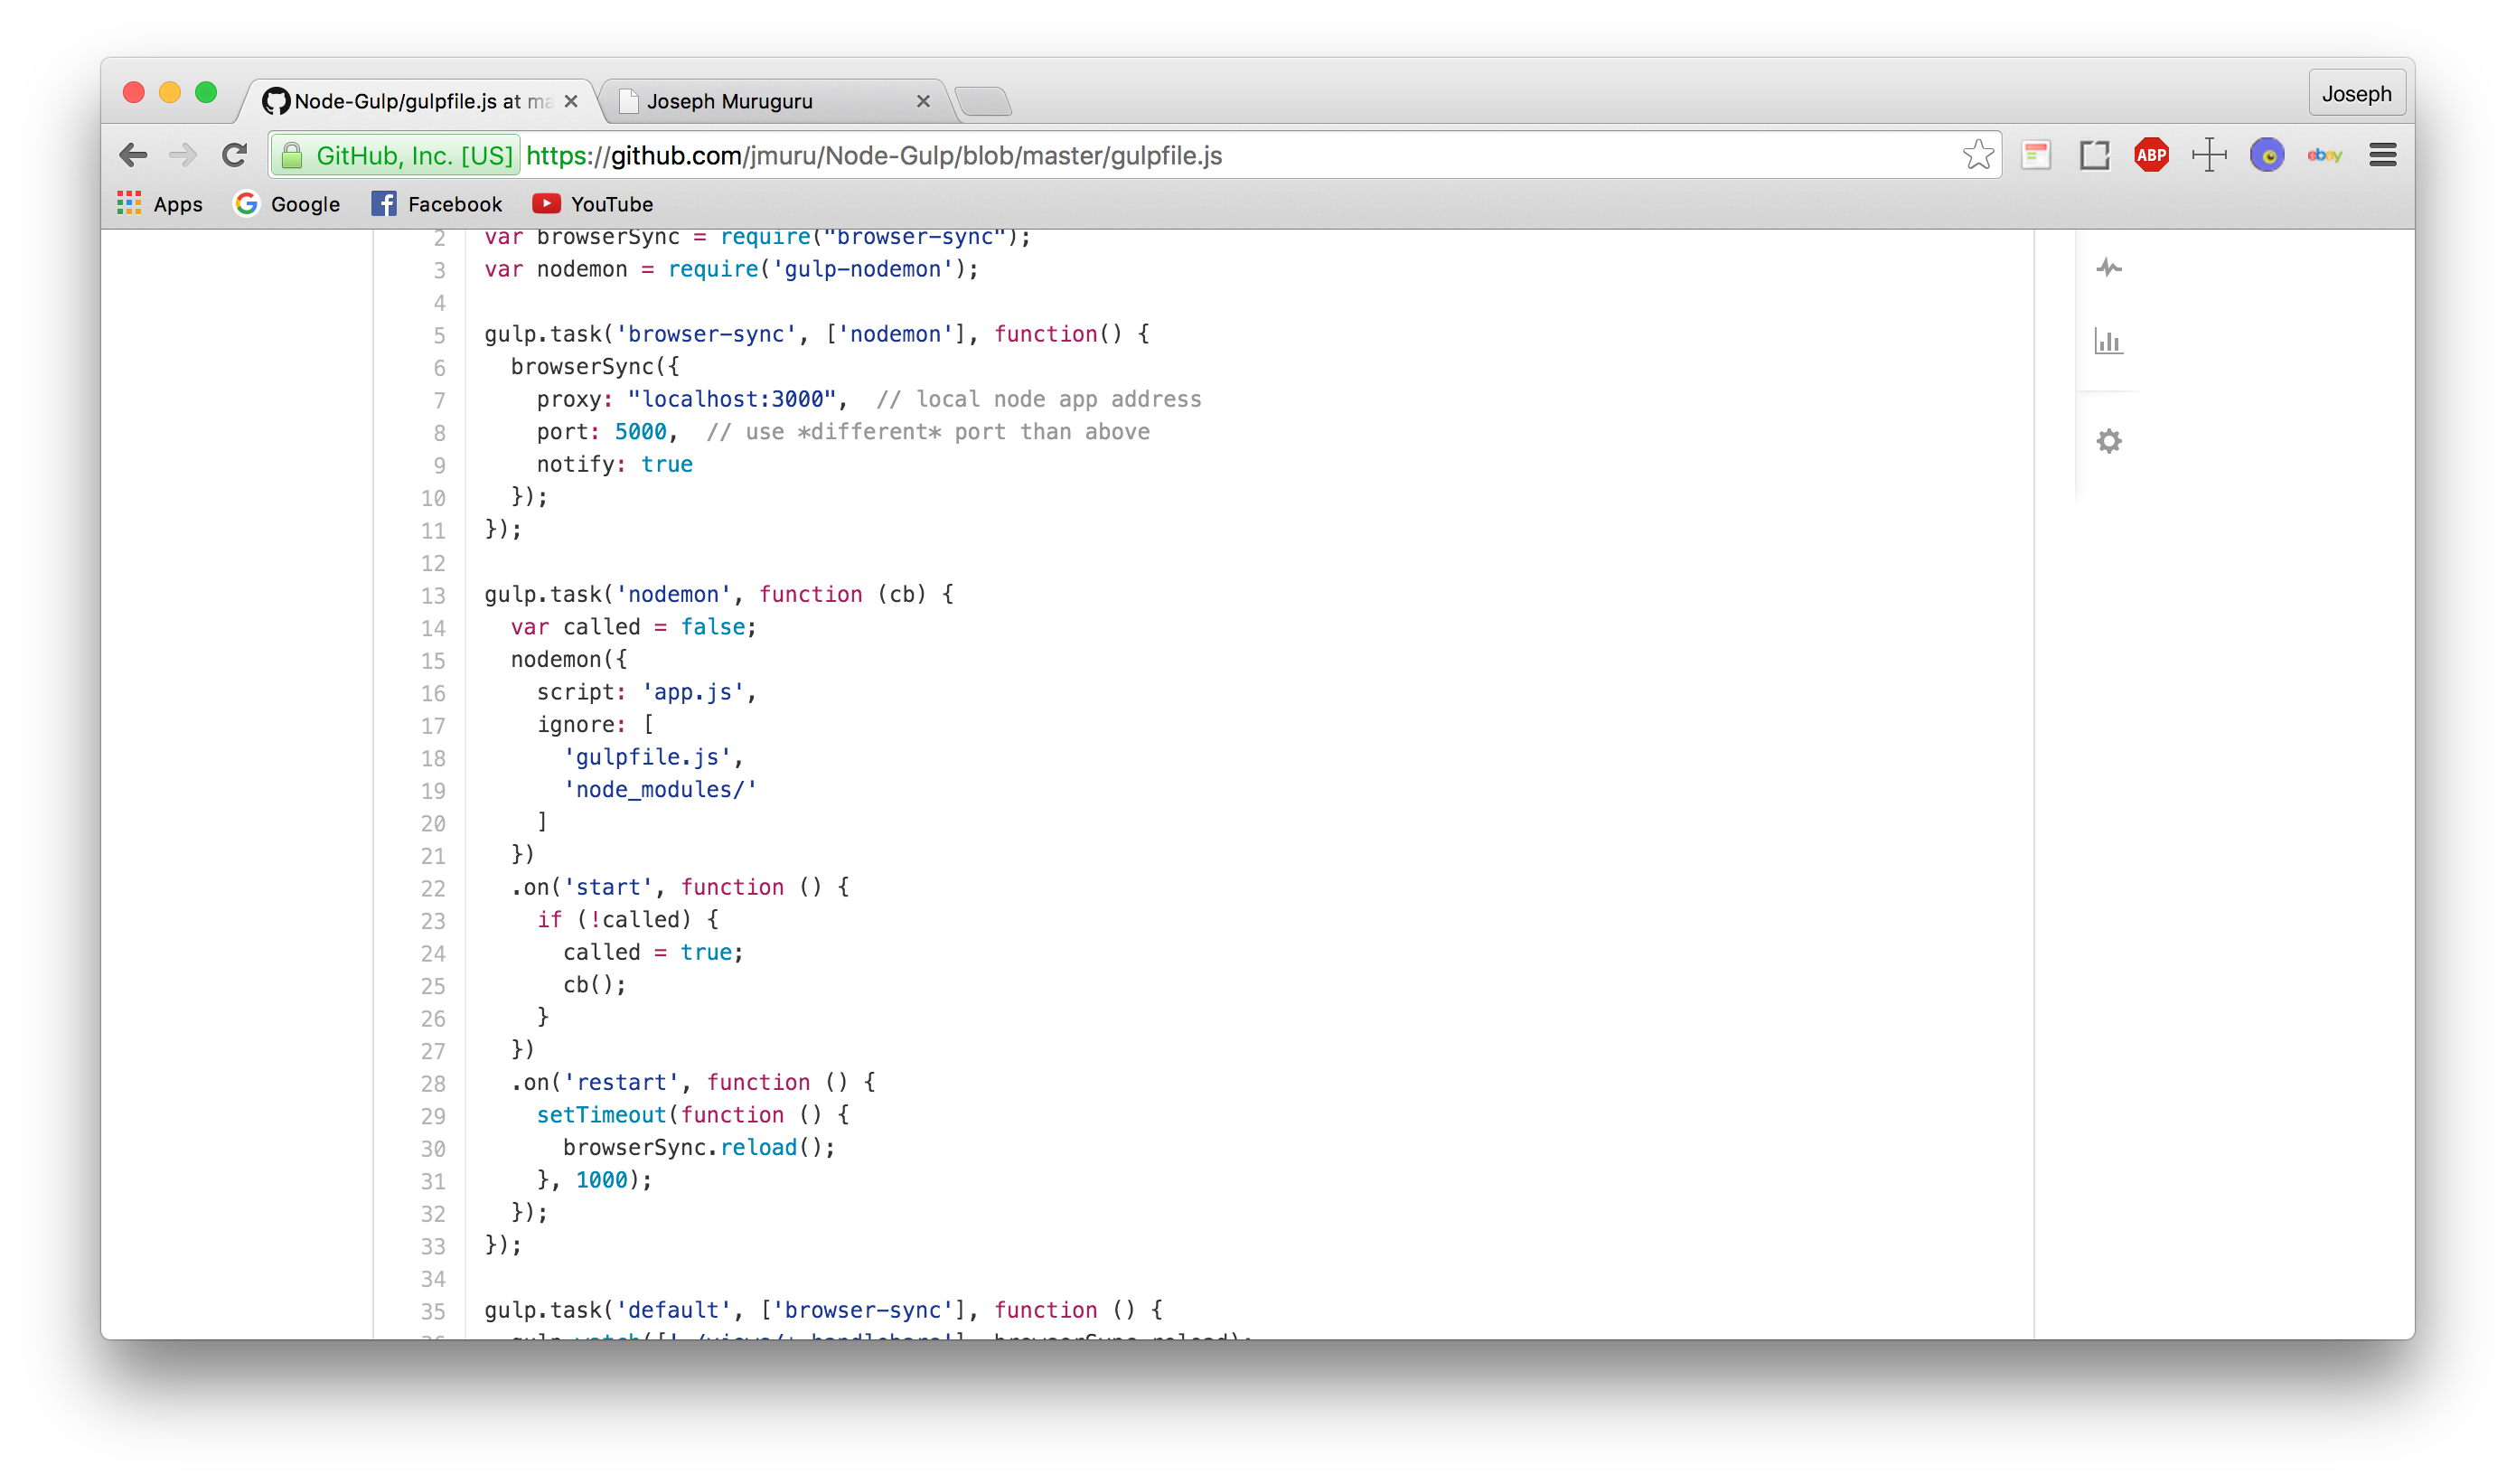 Node-Gulp/gulpfile.js at ma
Joseph Muruguru
Joseph
GitHub, Inc. [US] https://github.com/jmuru/Node-Gulp/blob/master/gulpfile.js
ABP
ebay
Apps
Google
Facebook
YouTube
2 var browserSync = require("browser-sync");
3 var nodemon = require('gulp-nodemon');
4
5 gulp.task('browser-sync', ['nodemon'], function() {
6   browserSync({
7     proxy: "localhost:3000",  // local node app address
8     port: 5000,  // use *different* port than above
9     notify: true
10   });
11 });
12
13 gulp.task('nodemon', function (cb) {
14   var called = false;
15   nodemon({
16     script: 'app.js',
17     ignore: [
18       'gulpfile.js',
19       'node_modules/'
20     ]
21   })
22   .on('start', function () {
23     if (!called) {
24       called = true;
25       cb();
26     }
27   })
28   .on('restart', function () {
29     setTimeout(function () {
30       browserSync.reload();
31     }, 1000);
32   });
33 });
34
35 gulp.task('default', ['browser-sync'], function () {